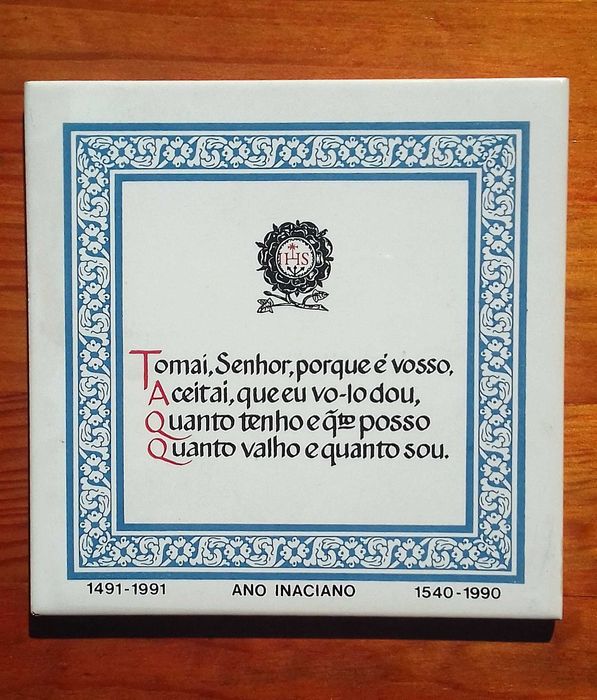 IHS
Tomai, Senhor, porque é vosso,
Aceitai, que eu vo-lo dou,
Quanto tenho e q̃to posso
Quanto valho e quanto sou.
1491-1991 ANO INACIANO 1540-1990